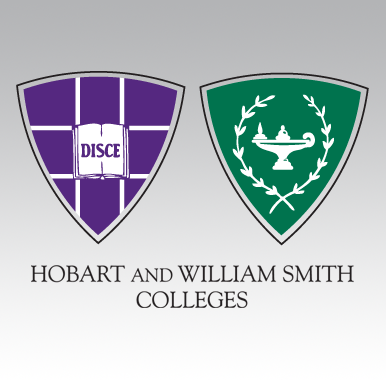 DISCE
HOBART AND WILLIAM SMITH
COLLEGES